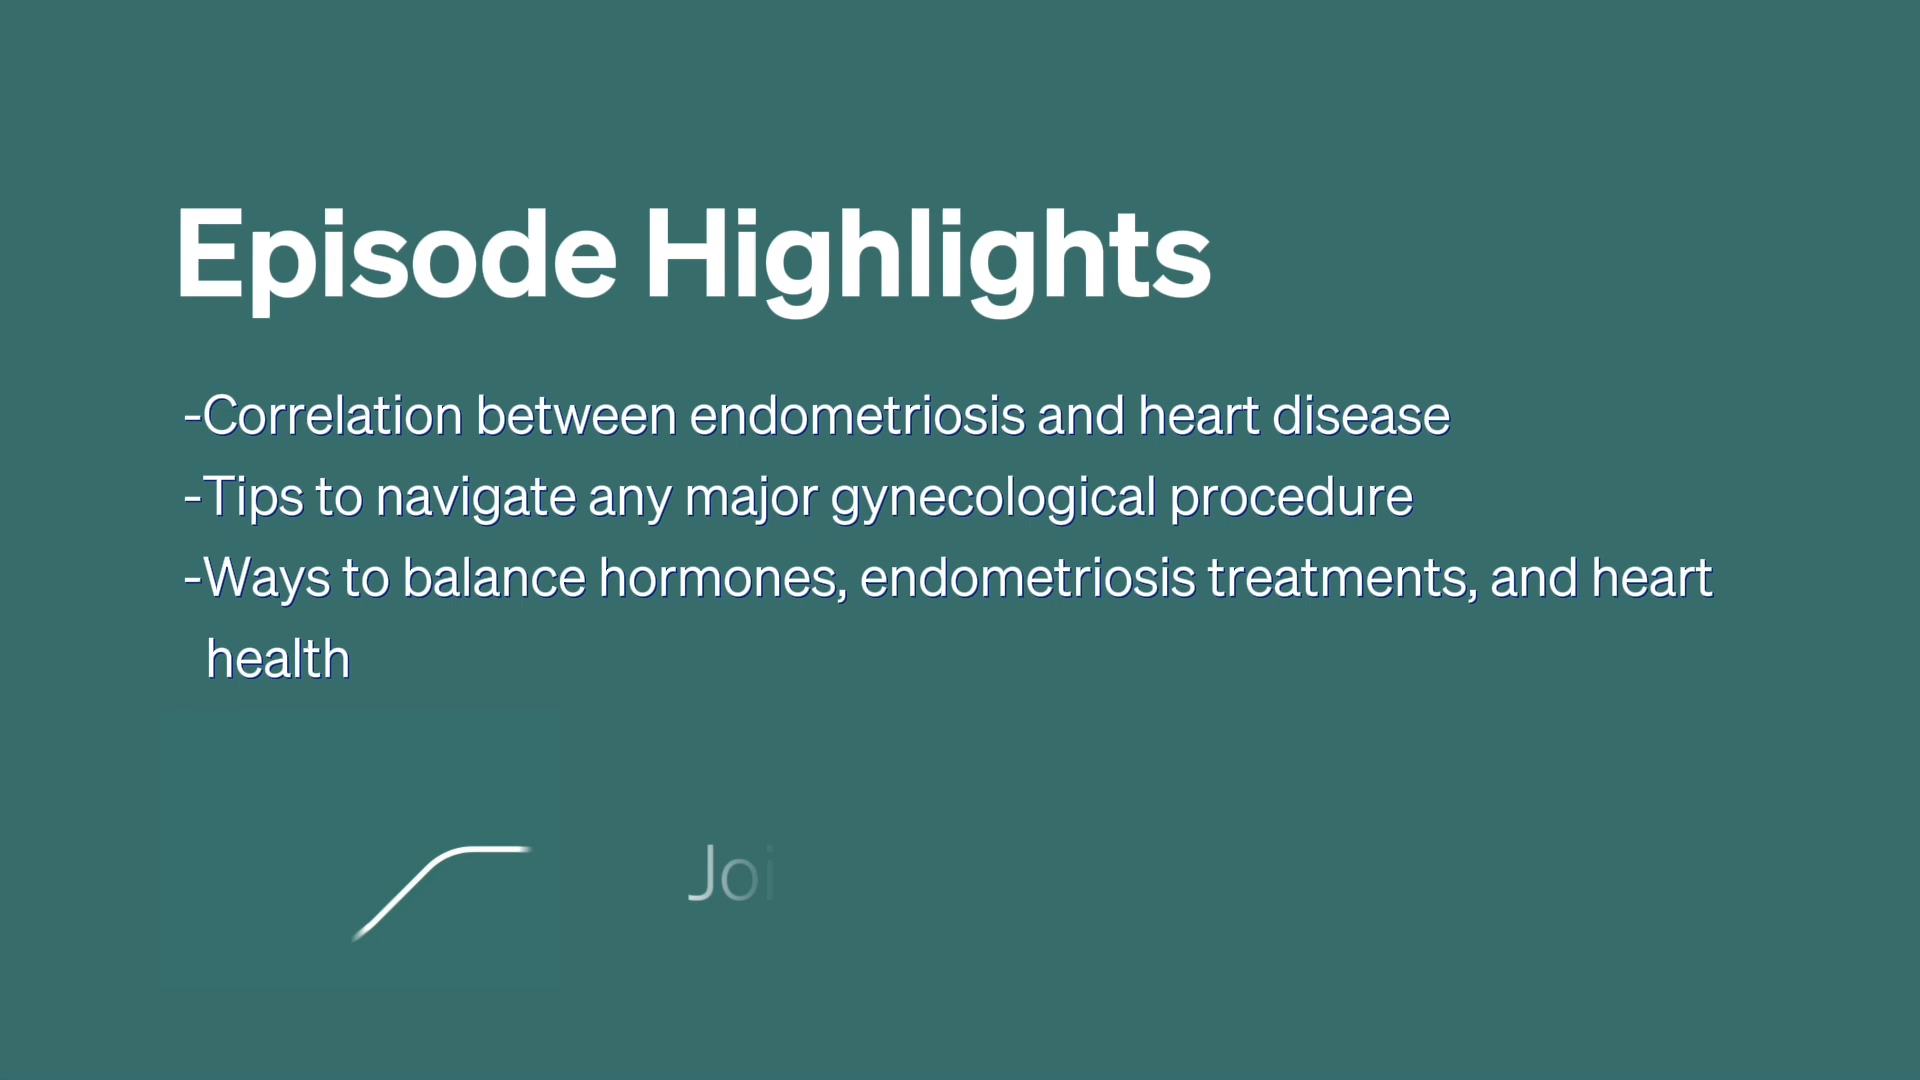 Episode Highlights
-Correlation between endometriosis and heart disease
-Tips to navigate any major gynecological procedure
-Ways to balance hormones, endometriosis treatments, and heart
health
Joi